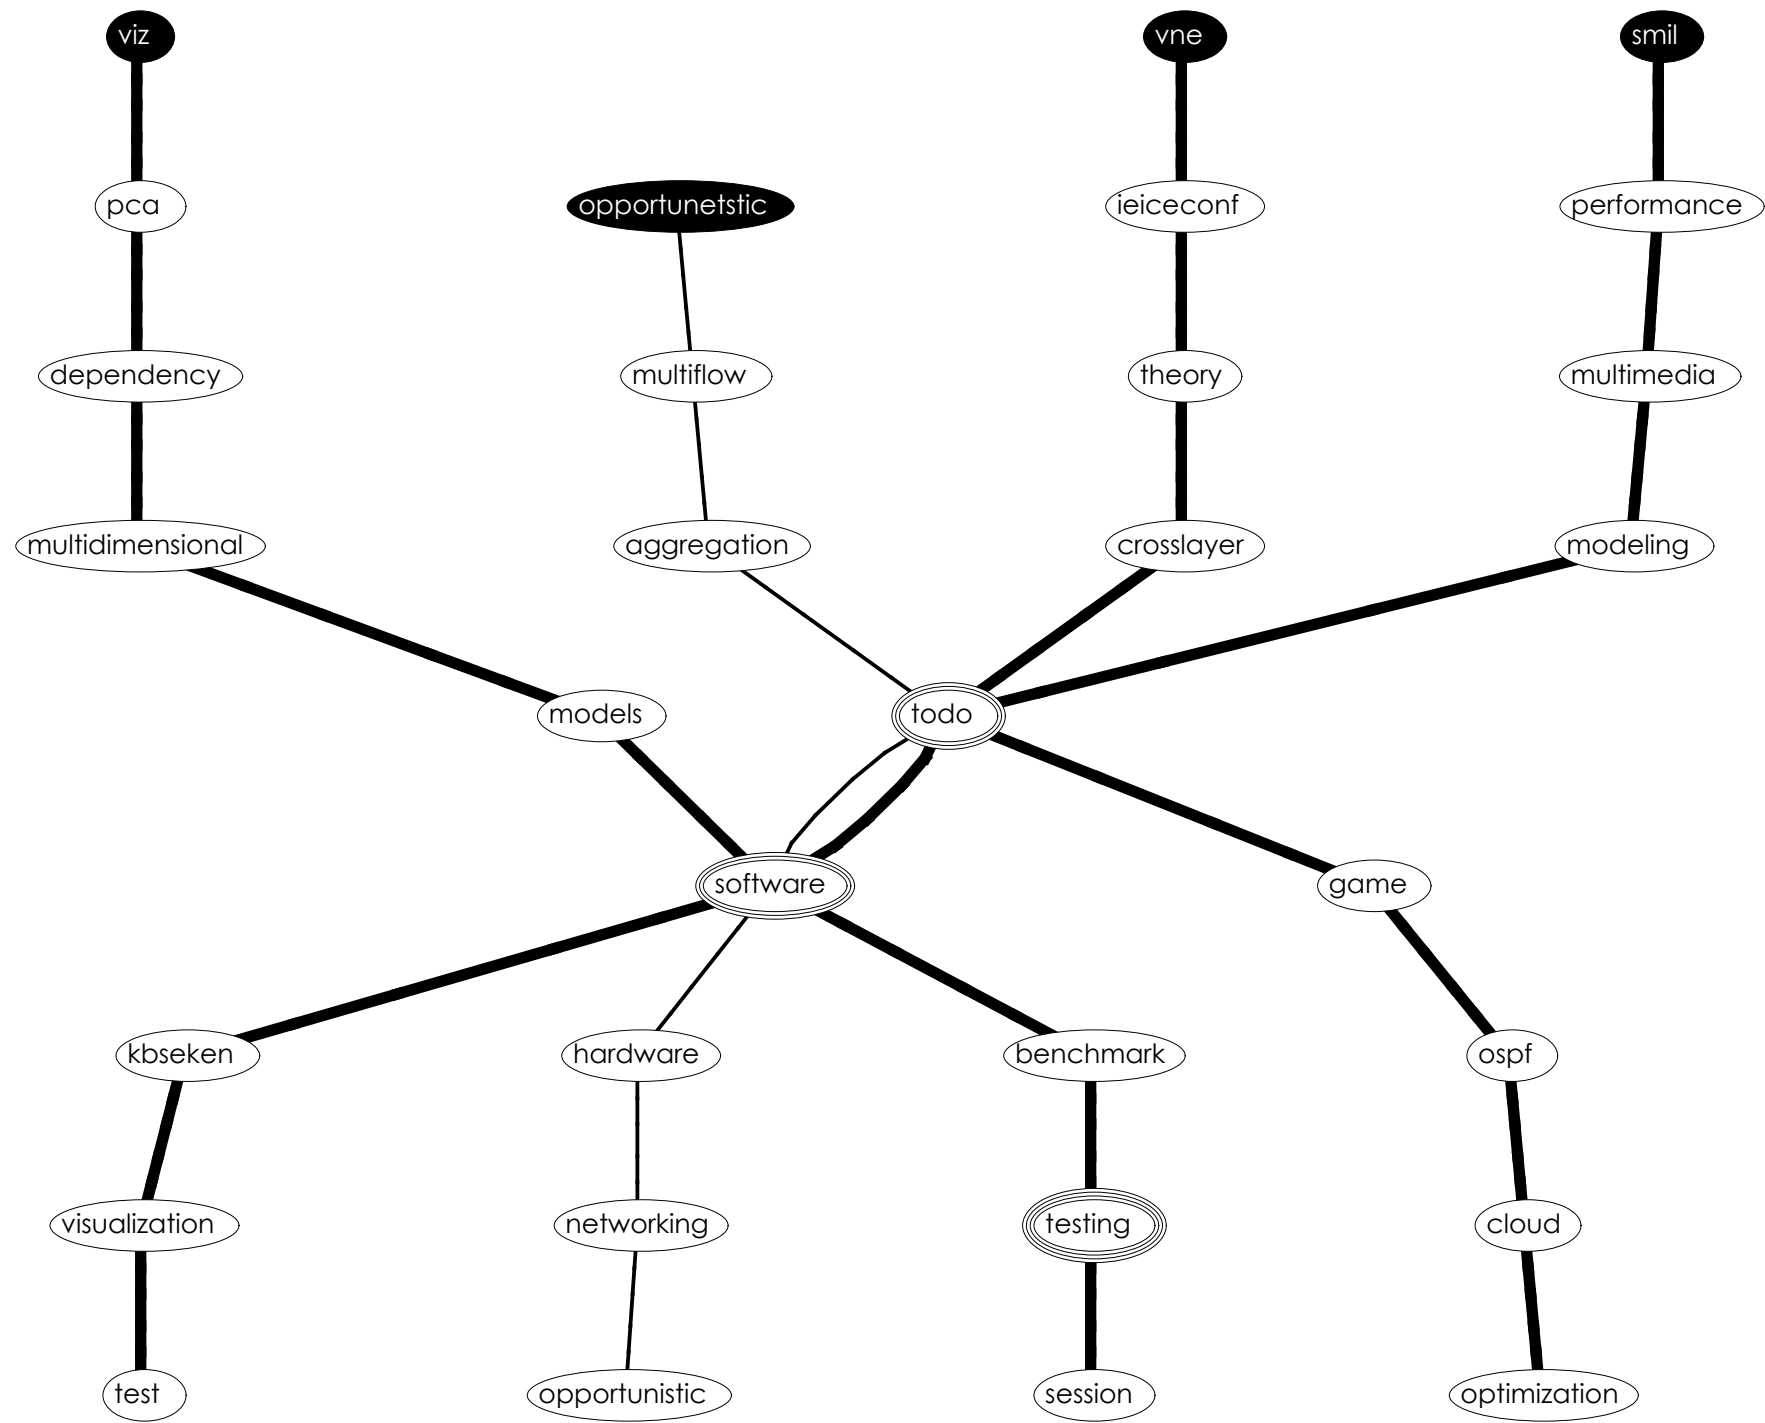 viz
vne
smil
pca
opportunetstic
ieiceconf
performance
dependency
multiflow
theory
multimedia
multidimensional
aggregation
crosslayer
modeling
models
todo
software
game
kbseken
hardware
benchmark
ospf
visualization
networking
testing
cloud
test
opportunistic
session
optimization